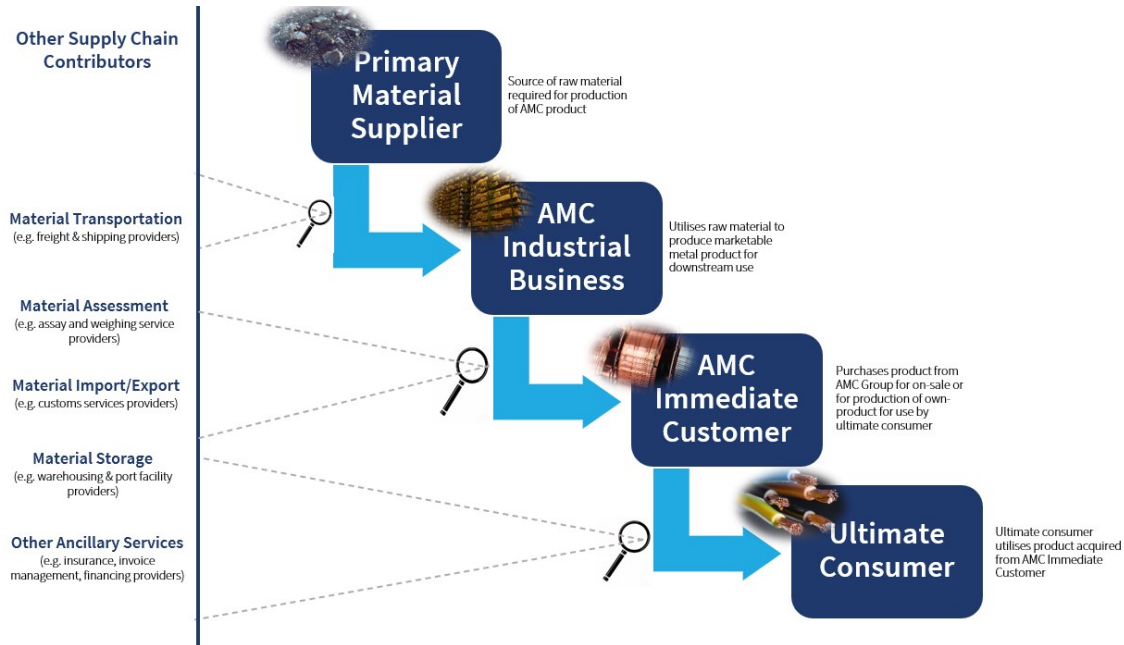 Other Supply Chain
Contributors
Material Transportation
(e.g. freight & shipping providers)
Material Assessment
(e.g. assay and weighing service
providers)
Material Import/Export
(e.g. customs services providers)
Material Storage
(e.g. warehousing & port facility
providers)
Other Ancillary Services
(e.g. insurance, invoice
management, financing providers)
Primary
Material
Supplier
Source of raw material
required for production
of AMC product
AMC
Industrial
Business
Utilises raw material to
produce marketable
metal product for
downstream use
AMC
Immediate
Customer
Purchases product from
AMC Group for on-sale or
for production of own-
product for use by
ultimate consumer
Ultimate
Consumer
Ultimate consumer
utilises product acquired
from AMC Immediate
Customer